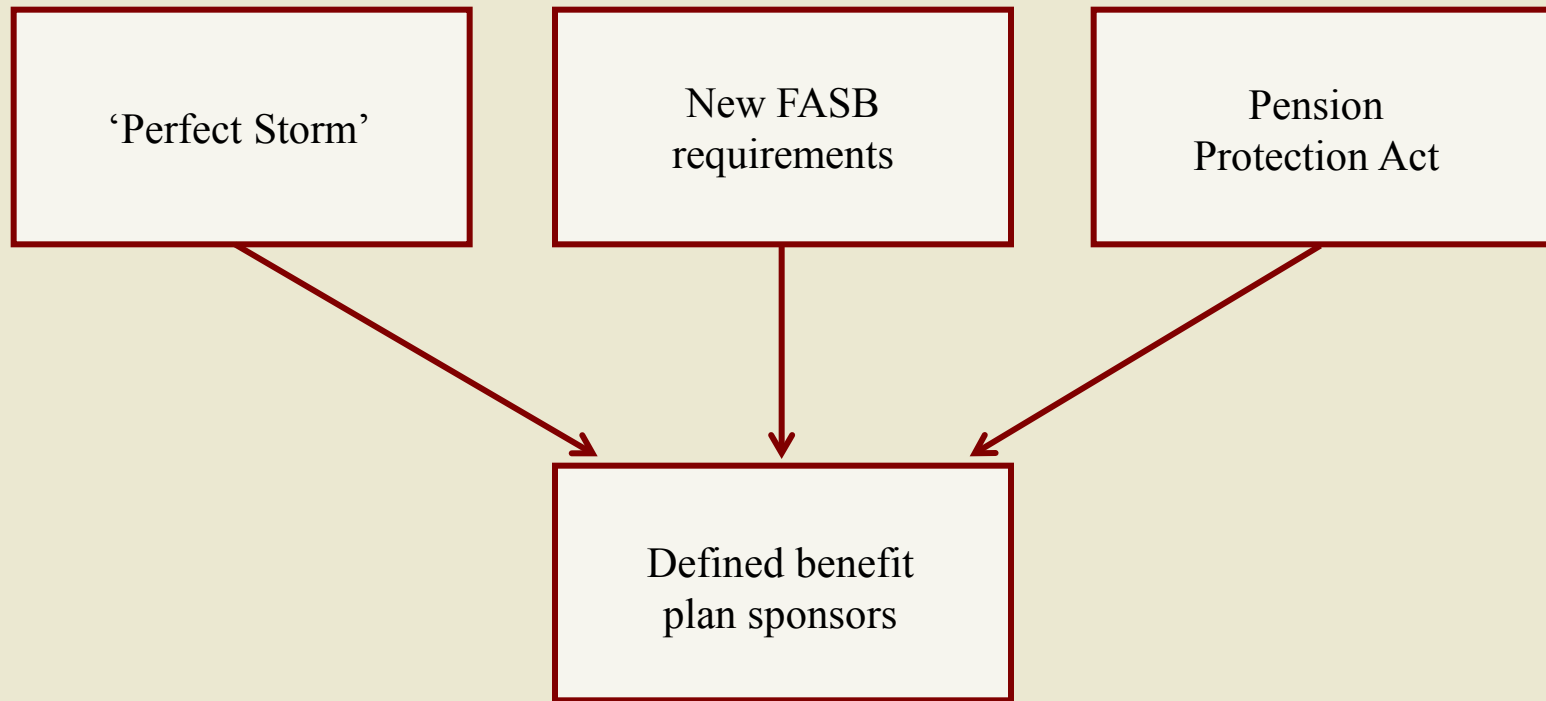 ‘Perfect Storm’
New FASB
requirements
Pension
Protection Act
Defined benefit
plan sponsors